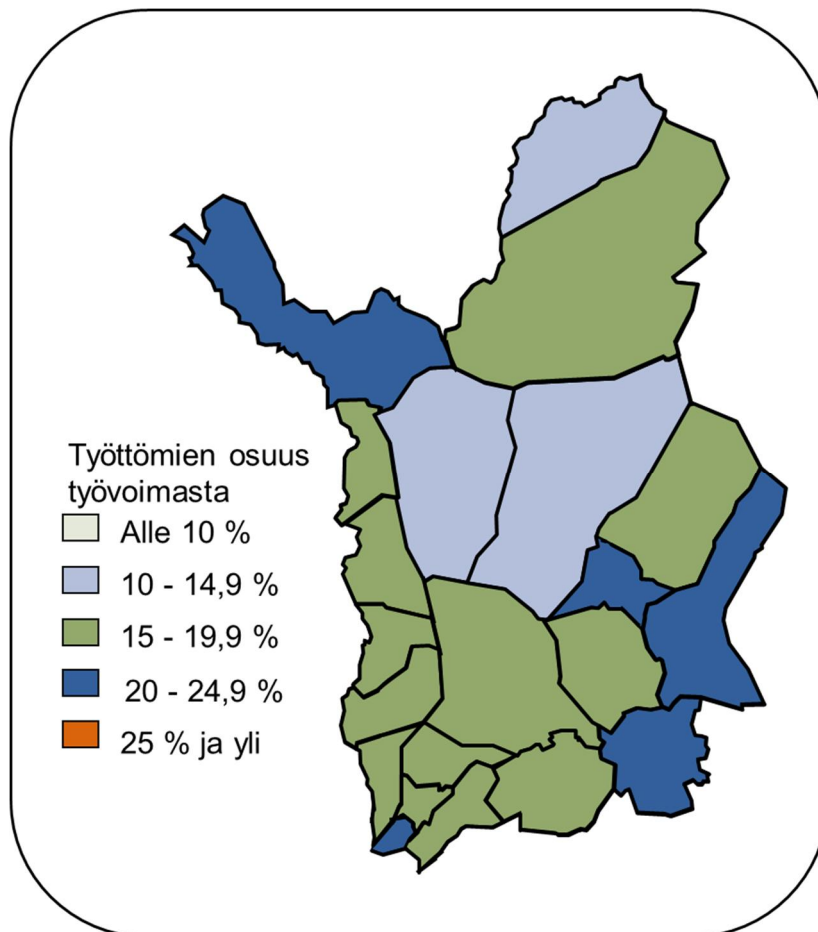 Työttömien osuus
työvoimasta
Alle 10 %
10 - 14,9 %
15 - 19,9 %
20 - 24,9 %
25 % ja yli